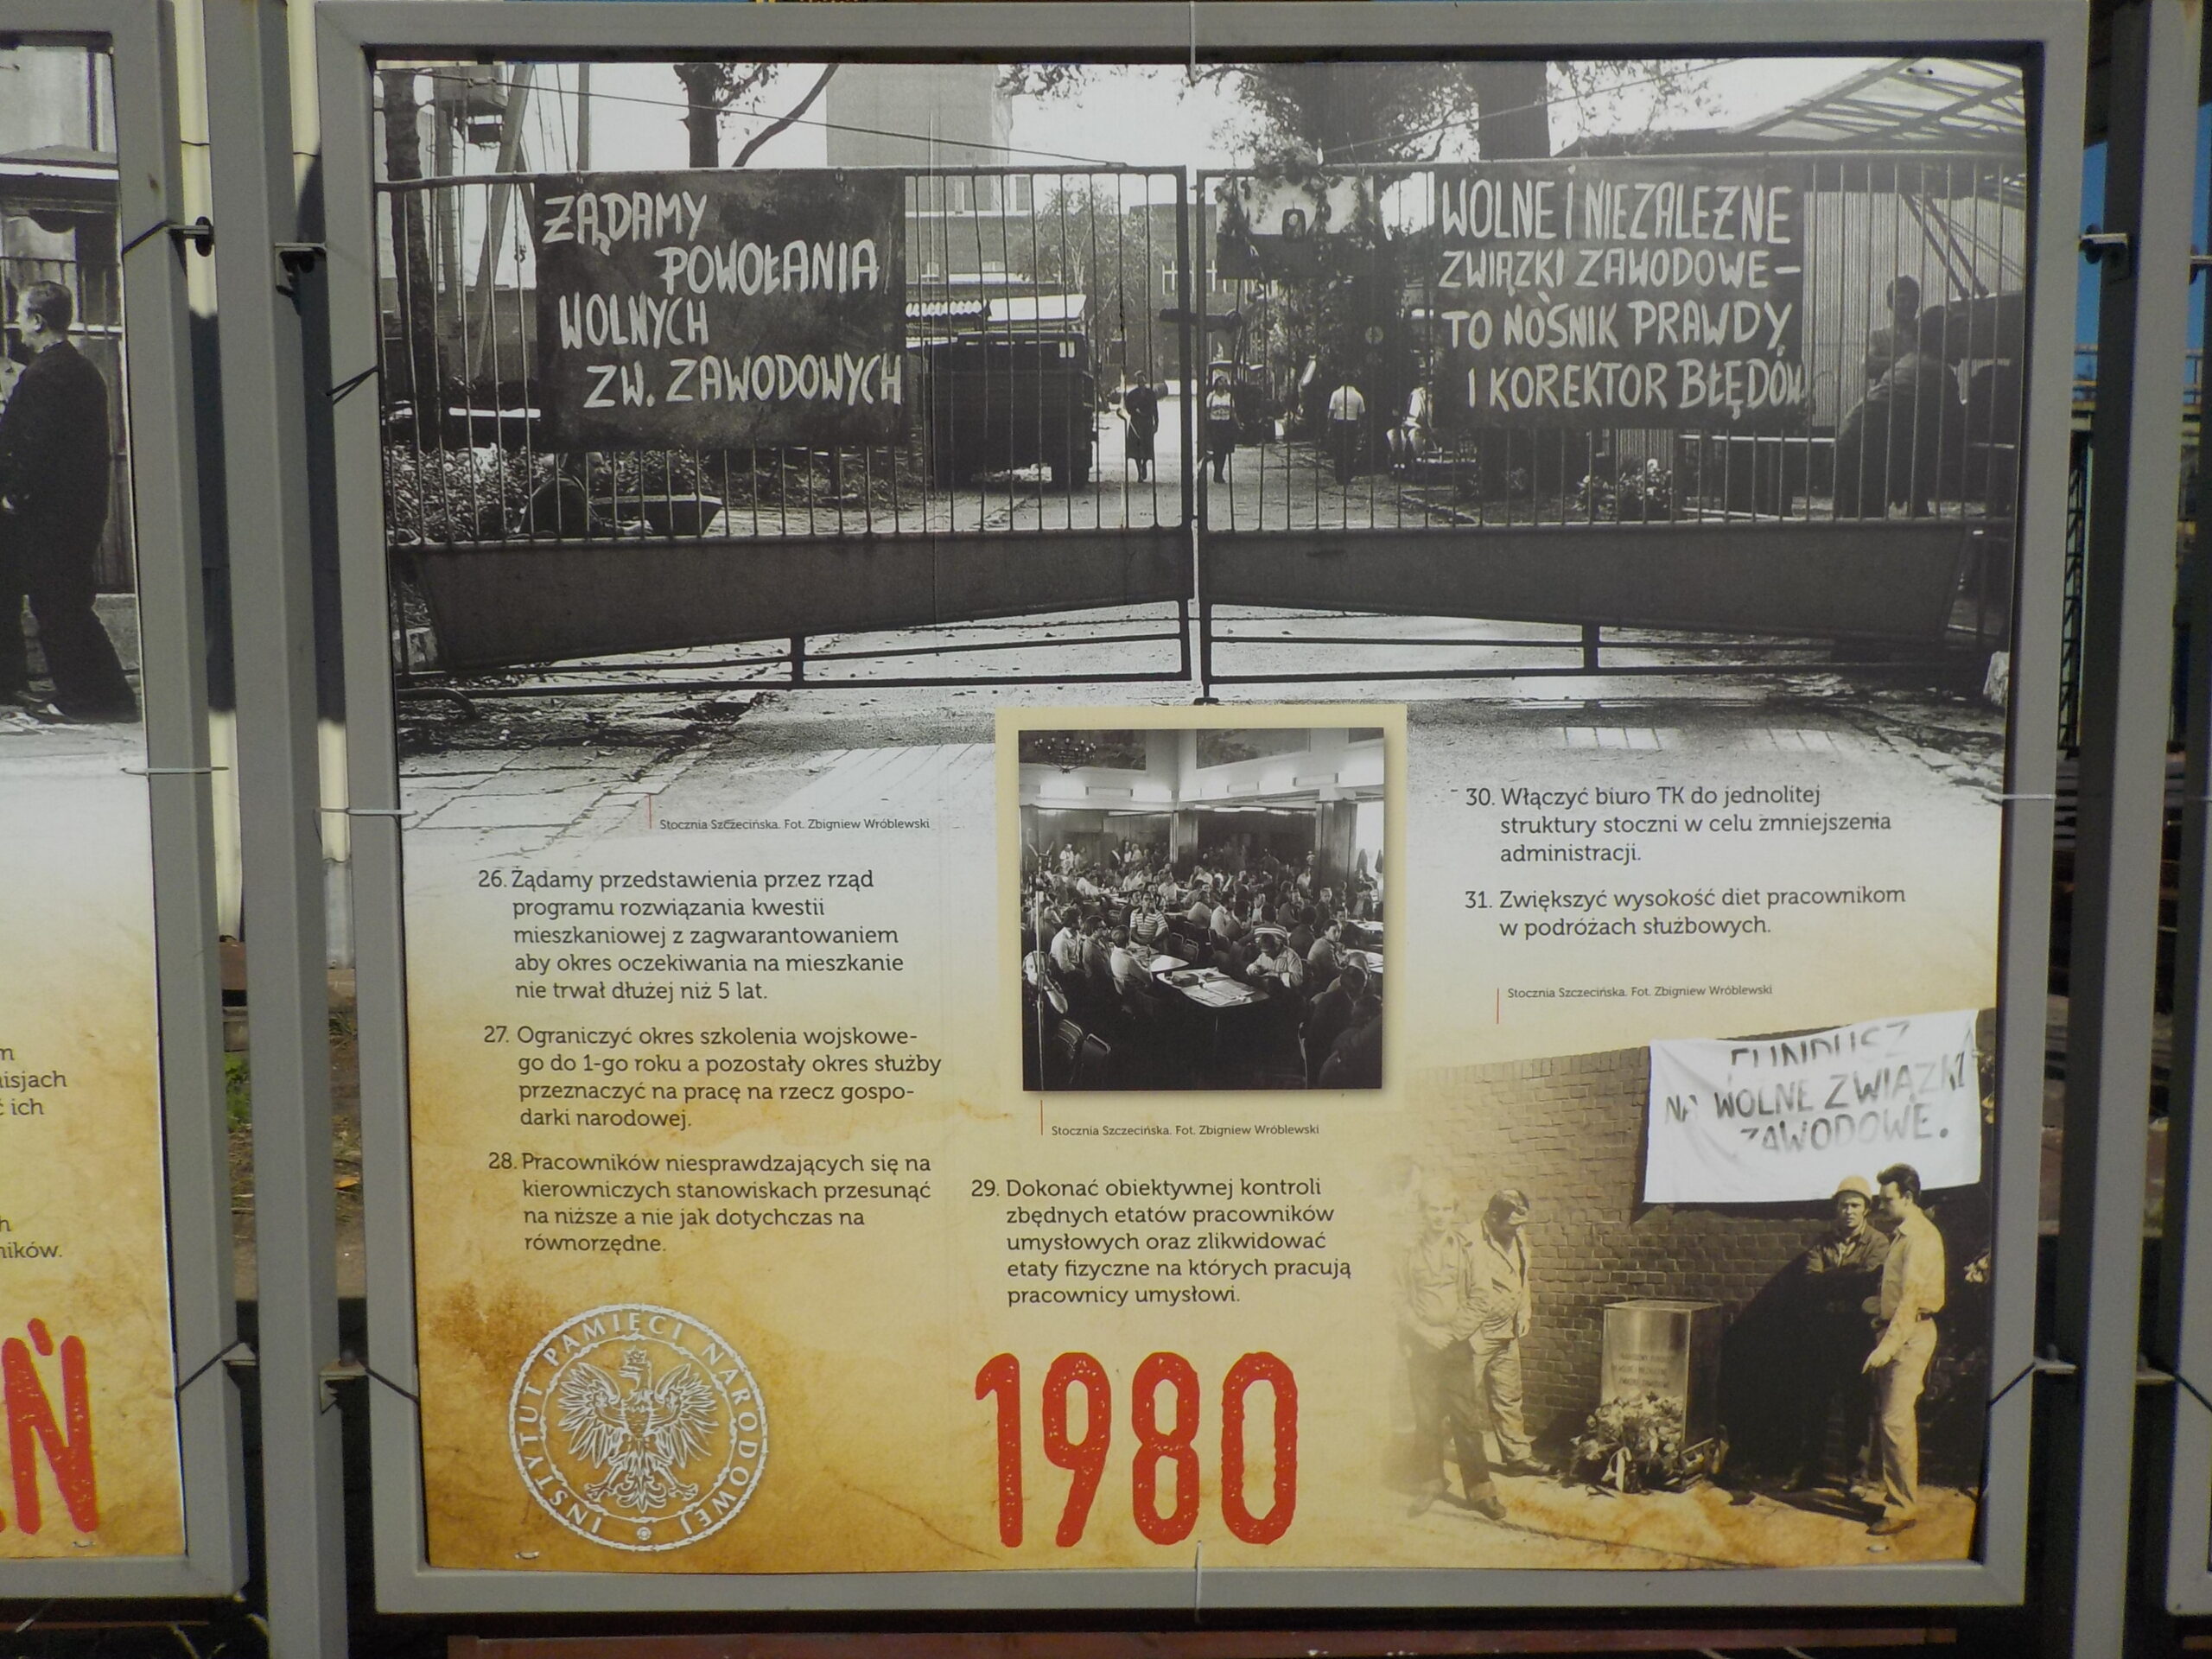 ŻĄDAMY
POWOŁANIA
WOLNYCH
ZW. ZAWODOWYCH
WOLNE I NIEZALEŻNE
ZWIĄZKI ZAWODOWE–
TO NOŚNIK PRAWDY
I KOREKTOR BŁĘDÓW
Stocznia Szczecińska. Fot. Zbigniew Wróblewski
26. Żądamy przedstawienia przez rząd
programu rozwiązania kwestii
mieszkaniowej z zagwarantowaniem
aby okres oczekiwania na mieszkanie
nie trwał dłużej niż 5 lat.
27. Ograniczyć okres szkolenia wojskowe-
go do 1-go roku a pozostały okres służby
przeznaczyć na pracę na rzecz gospo-
darki narodowej.
28. Pracowników niesprawdzających się na
kierowniczych stanowiskach przesunąć
na niższe a nie jak dotychczas na
równorzędne.
INSTYTUT PAMIĘCI NARODOWEJ
Stocznia Szczecińska. Fot. Zbigniew Wróblewski
29. Dokonać obiektywnej kontroli
zbędnych etatów pracowników
umysłowych oraz zlikwidować
etaty fizyczne na których pracują
pracownicy umysłowi.
1980
30. Włączyć biuro TK do jednolitej
struktury stoczni w celu zmniejszenia
administracji.
31. Zwiększyć wysokość diet pracownikom
w podróżach służbowych.
Stocznia Szczecińska. Fot. Zbigniew Wróblewski
FUNDUSZ
NA WOLNE ZWIĄZKI
ZAWODOWE.
ich